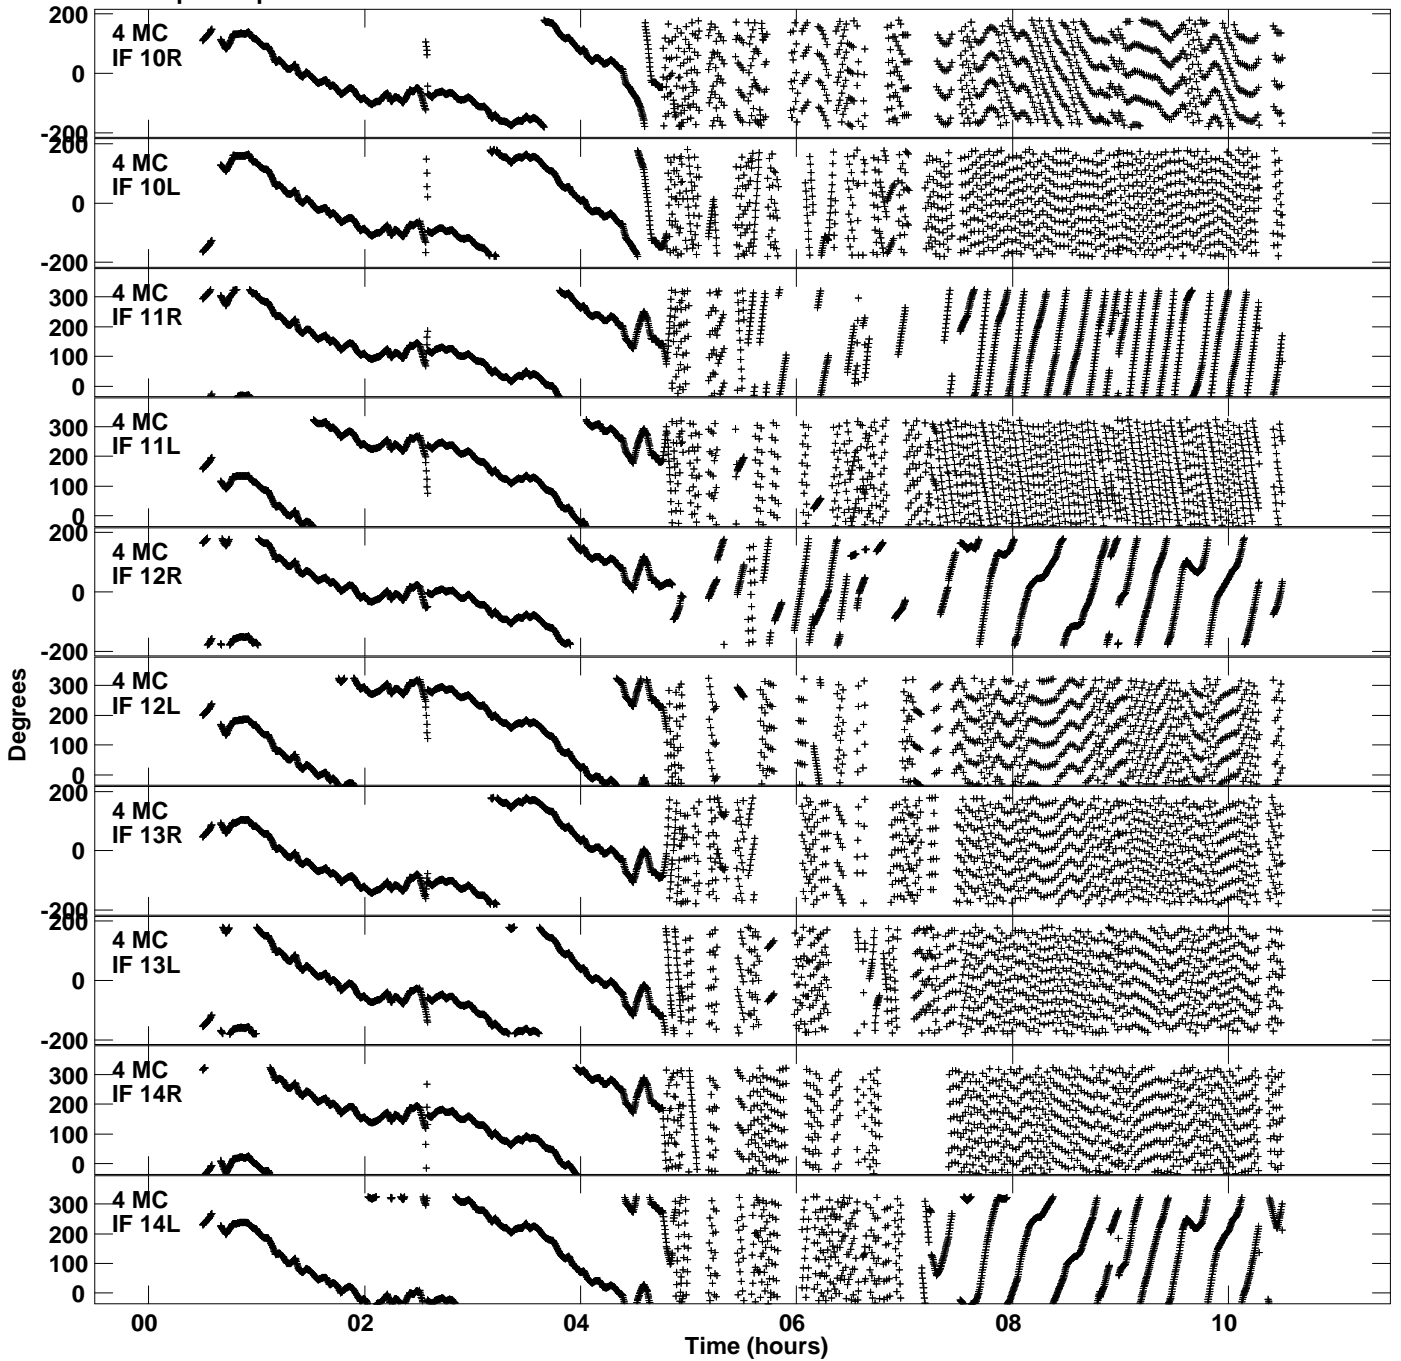 200
4 MC
IF 10R
0
-200
200
4 MC
IF 10L
0
-200
4 MC
IF 11R
300
200
100
0
4 MC
IF 11L
300
200
100
0
200
4 MC
IF 12R
0
-200
4 MC
IF 12L
300
200
100
0
200
4 MC
IF 13R
0
-200
200
4 MC
IF 13L
0
-200
4 MC
IF 14R
300
200
100
0
4 MC
IF 14L
300
200
100
0
Degrees
00 02 04 06 08 10
Time (hours)